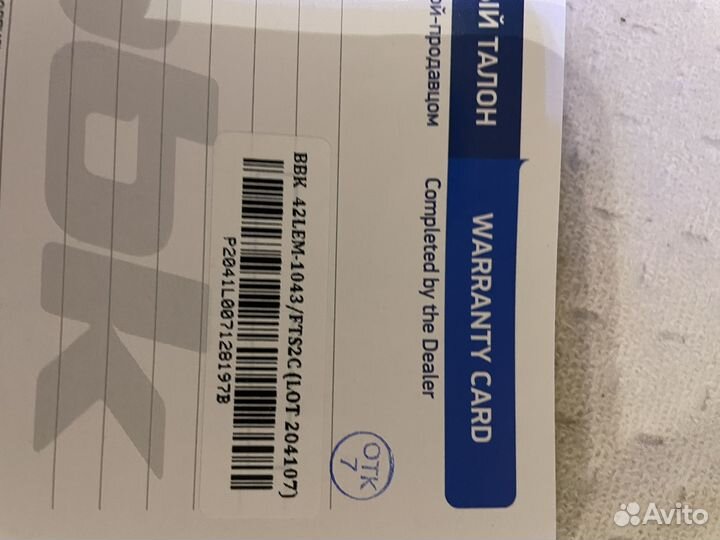 ЫЙ ТАЛОН
WARRANTY CARD
ой-продавцом
Completed by the Dealer
BBK 42LEM-1043/FTS2C (LOT 204107)
P2041L007128197B
ОТК
7
bbk
Avito